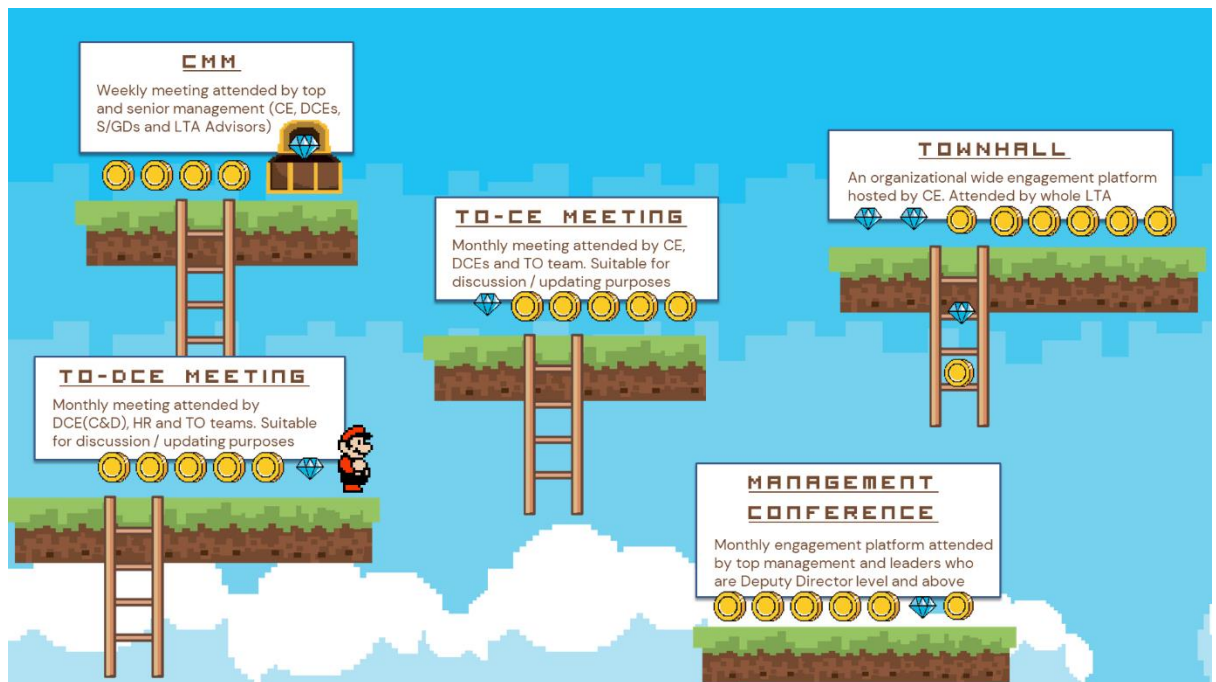 CMM
Weekly meeting attended by top
and senior management (CE, DCEs,
S/GDs and LTA Advisors)
TOWNHALL
An organizational wide engagement platform
hosted by CE. Attended by whole LTA
TO-CE MEETING
Monthly meeting attended by CE,
DCEs and TO team. Suitable for
discussion / updating purposes
TO-DCE MEETING
Monthly meeting attended by
DCE(C&D), HR and TO teams. Suitable
for discussion / updating purposes
MANAGEMENT
CONFERENCE
Monthly engagement platform attended
by top management and leaders who
are Deputy Director level and above